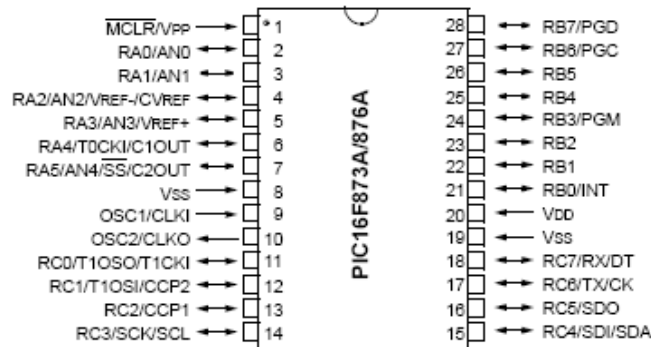 MCLR/VPP 1 28 RB7/PGD
RA0/AN0 2 27 RB6/PGC
RA1/AN1 3 26 RB5
RA2/AN2/VREF-/CVREF 4 25 RB4
RA3/AN3/VREF+ 5 24 RB3/PGM
RA4/T0CKI/C1OUT 6 23 RB2
RA5/AN4/SS/C2OUT 7 22 RB1
VSS 8 21 RB0/INT
OSC1/CLKI 9 20 VDD
OSC2/CLKO 10 19 VSS
RC0/T1OSO/T1CKI 11 18 RC7/RX/DT
RC1/T1OSI/CCP2 12 17 RC6/TX/CK
RC2/CCP1 13 16 RC5/SDO
RC3/SCK/SCL 14 15 RC4/SDI/SDA
PIC16F873A/876A